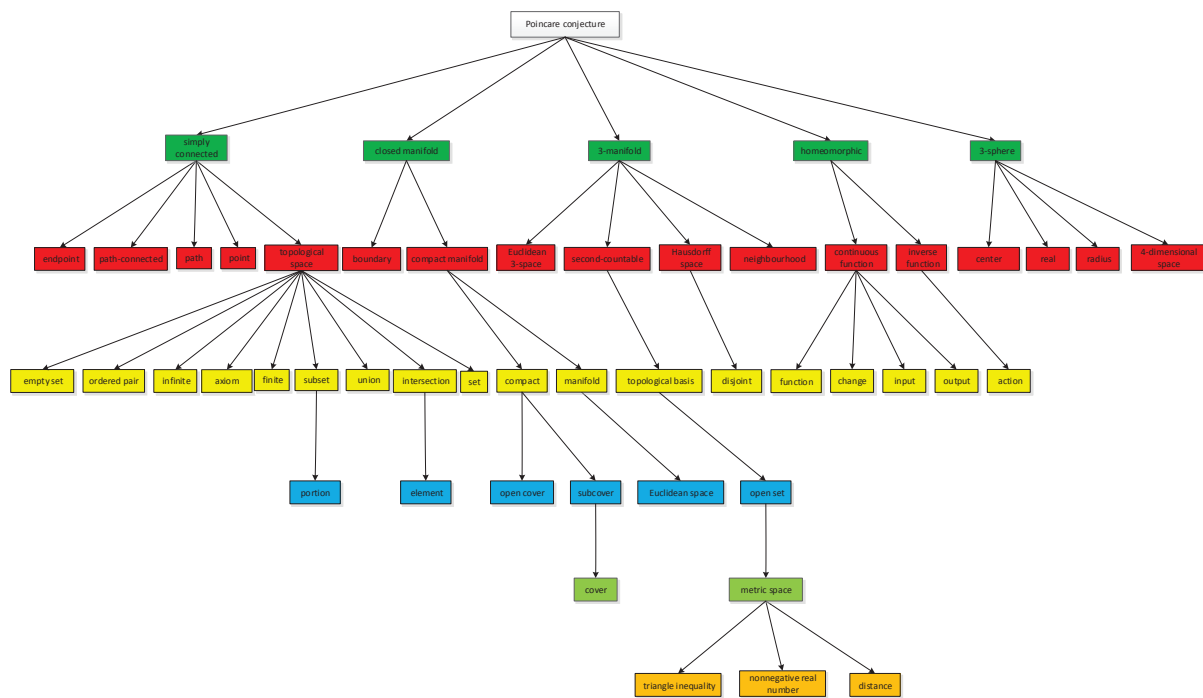 Poincare conjecture
simply
connected
closed manifold
3-manifold
homeomorphic
3-sphere
endpoint
path-connected
path
point
topological
space
boundary
compact manifold
Euclidean
3-space
second-countable
Hausdorff
space
neighbourhood
continuous
function
inverse
function
center
real
radius
4-dimensional
space
empty set
ordered pair
infinite
axiom
finite
subset
union
intersection
set
compact
manifold
topological basis
disjoint
function
change
input
output
action
portion
element
open cover
subcover
Euclidean space
open set
cover
metric space
triangle inequality
nonnegative real
number
distance